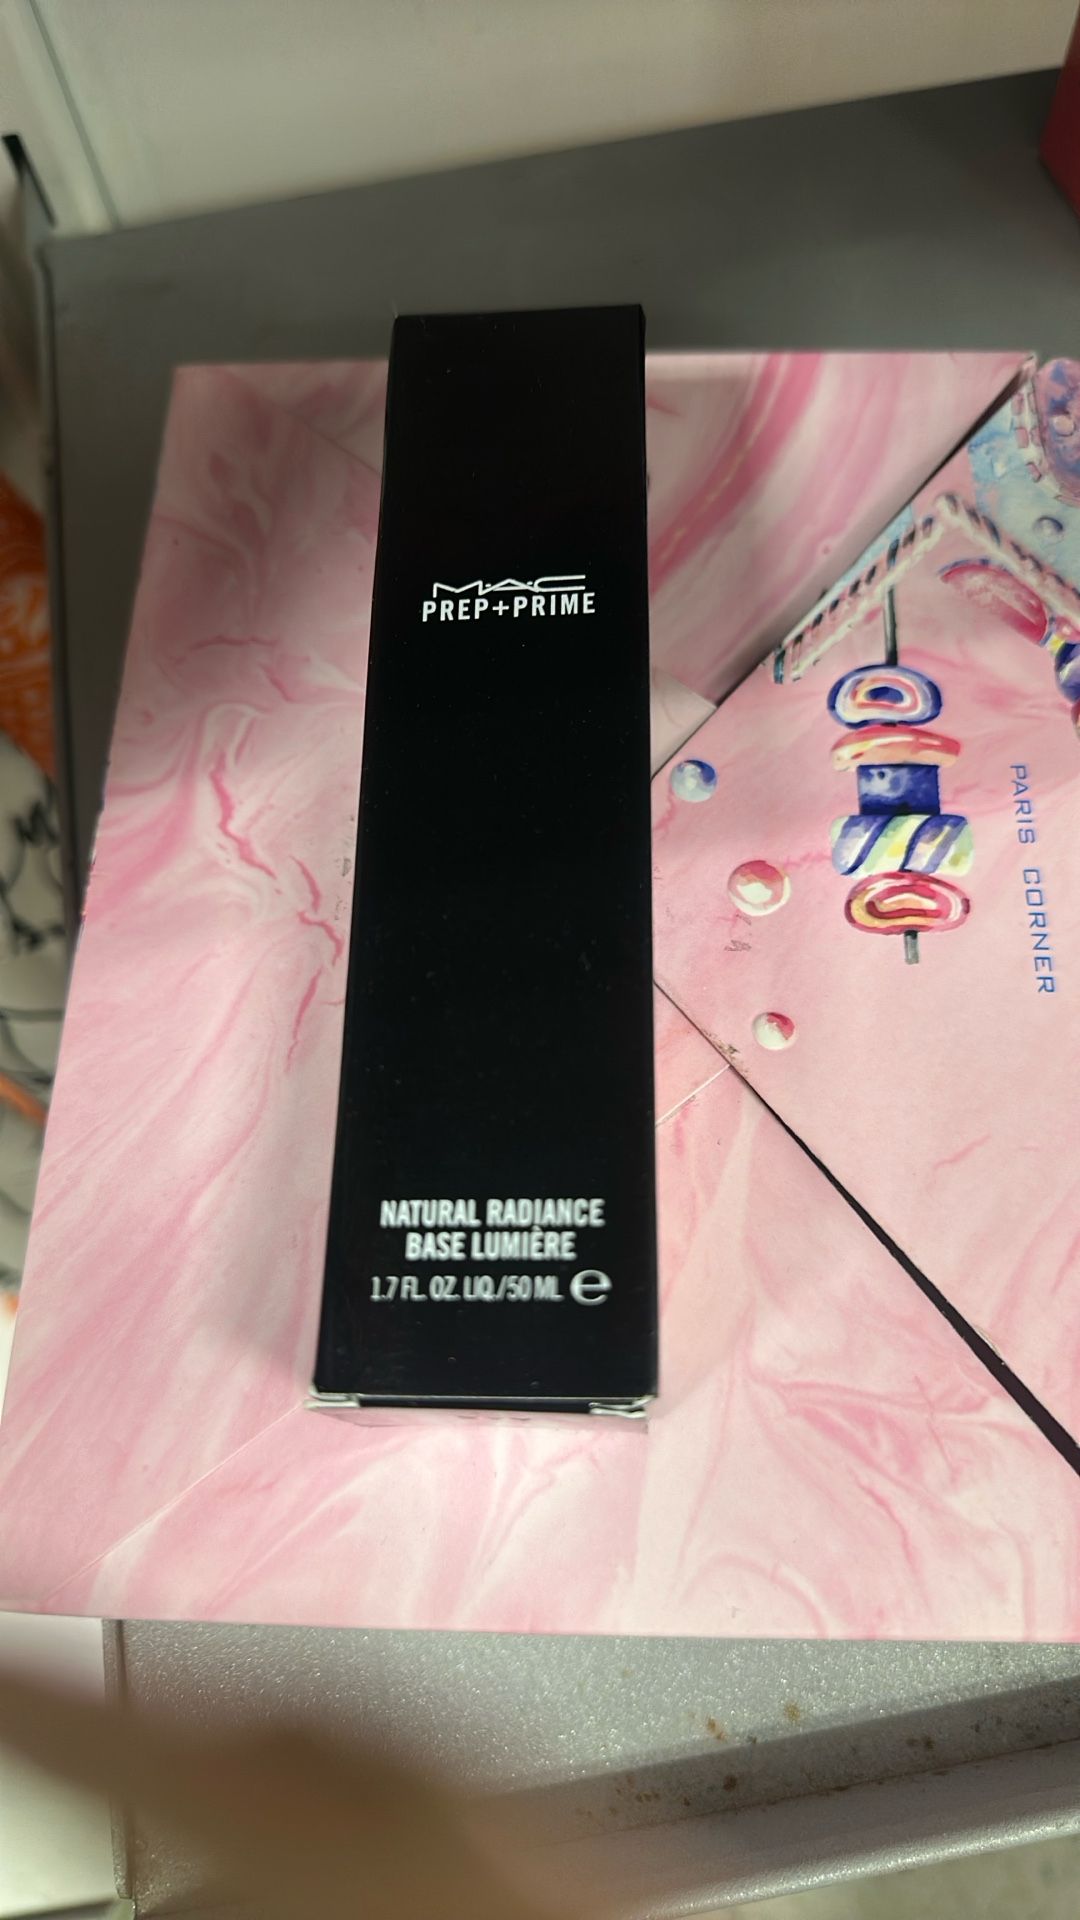 M·A·C
PREP+PRIME
NATURAL RADIANCE
BASE LUMIÈRE
1.7 FL. OZ. LIQ./50 ML e
PARIS CORNER